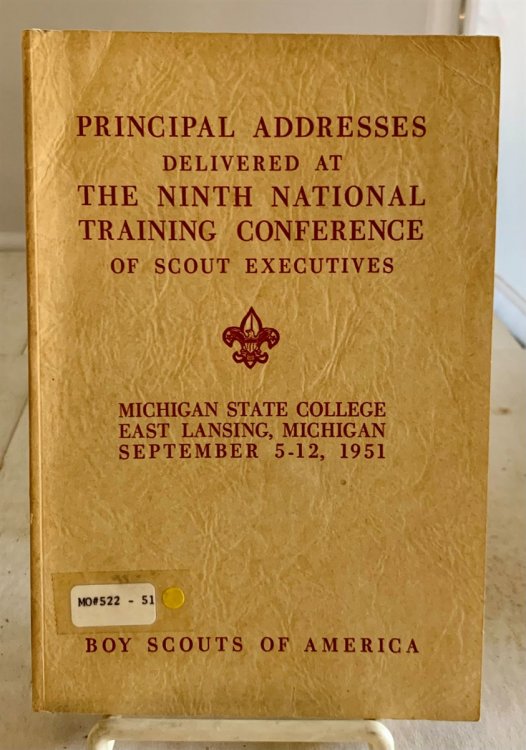 PRINCIPAL ADDRESSES
DELIVERED AT
THE NINTH NATIONAL
TRAINING CONFERENCE
OF SCOUT EXECUTIVES
MICHIGAN STATE COLLEGE
EAST LANSING, MICHIGAN
SEPTEMBER 5-12, 1951
MO#522 - 51
BOY SCOUTS OF AMERICA